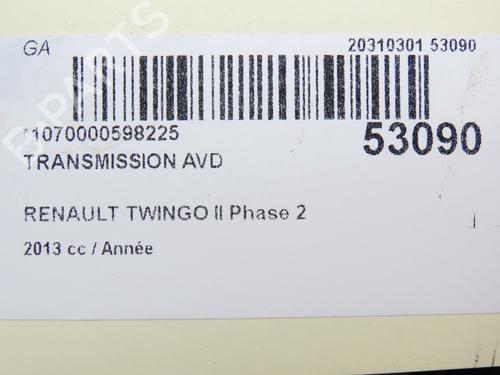 GA
20310301 53090
*1070000598225
53090
TRANSMISSION AVD
RENAULT TWINGO II Phase 2
2013 cc / Année